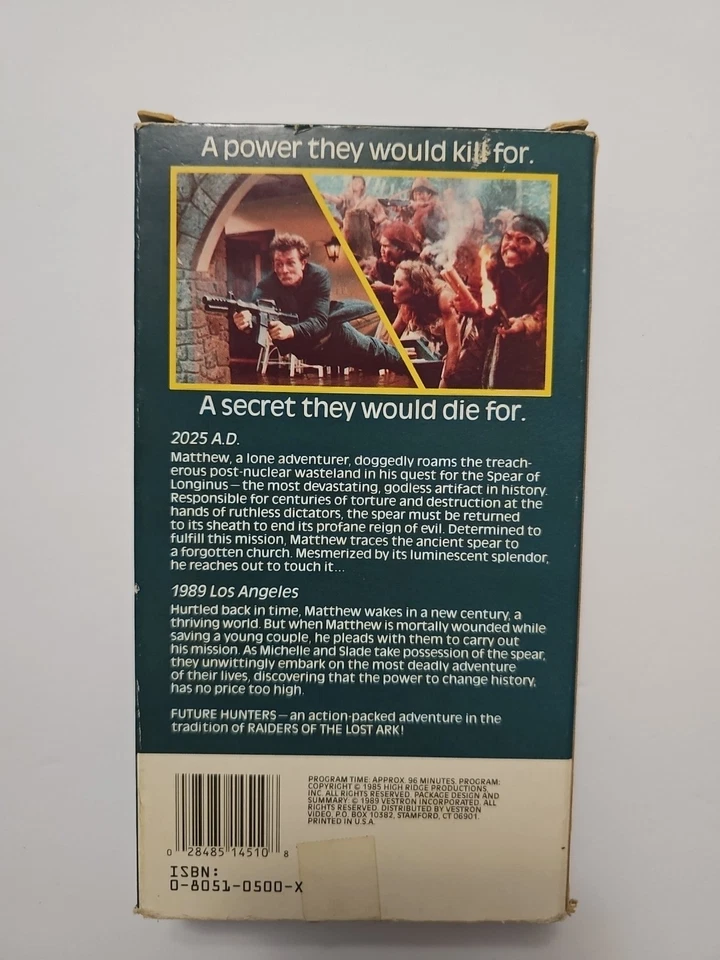 A power they would kill for.
A secret they would die for.
2025 A.D.
Matthew, a lone adventurer, doggedly roams the treach-
erous post-nuclear wasteland in his quest for the Spear of
Longinus—the most devastating, godless artifact in history.
Responsible for centuries of torture and destruction at the
hands of ruthless dictators, the spear must be returned
to its sheath to end its profane reign of evil. Determined to
fulfill this mission, Matthew traces the ancient spear to
a forgotten church. Mesmerized by its luminescent splendor,
he reaches out to touch it...
1989 Los Angeles
Hurtled back in time, Matthew wakes in a new century, a
thriving world. But when Matthew is mortally wounded while
saving a young couple, he pleads with them to carry out
his mission. As Michelle and Slade take possession of the spear,
they unwittingly embark on the most deadly adventure
of their lives, discovering that the power to change history,
has no price too high.
FUTURE HUNTERS—an action-packed adventure in the
tradition of RAIDERS OF THE LOST ARK!
PROGRAM TIME: APPROX. 96 MINUTES. PROGRAM:
COPYRIGHT © 1985 HIGH RIDGE PRODUCTIONS,
INC. ALL RIGHTS RESERVED. PACKAGE DESIGN AND
SUMMARY: © 1989 VESTRON INCORPORATED. ALL
RIGHTS RESERVED. DISTRIBUTED BY VESTRON
VIDEO, P.O. BOX 10382, STAMFORD, CT 06901.
PRINTED IN U.S.A.
0 28485 14510 8
ISBN:
0-8051-0500-X